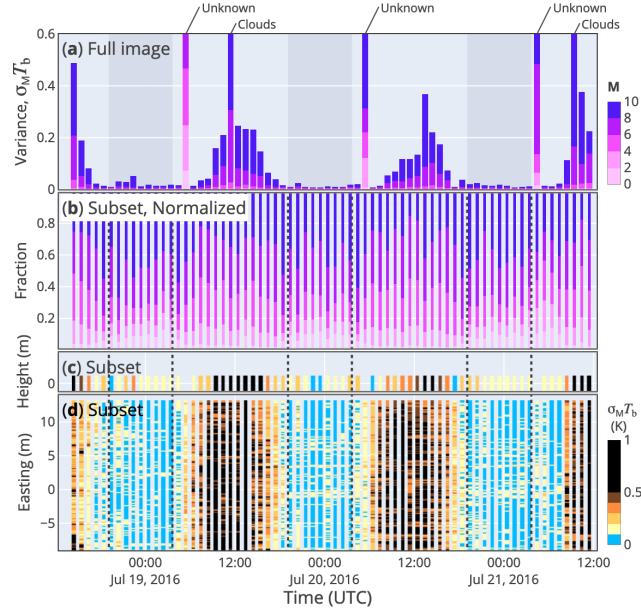 Unknown
Clouds
Unknown
Unknown
Clouds
(a) Full image
Variance, σMTb
0.6
0.4
0.2
0
M
10
8
6
4
2
0
(b) Subset, Normalized
Fraction
0.8
0.6
0.4
0.2
(c) Subset
Height (m)
0
(d) Subset
Easting (m)
10
5
0
−5
σMTb
(K)
1
0.5
0
00:00
Jul 19, 2016
12:00
00:00
Jul 20, 2016
12:00
00:00
Jul 21, 2016
12:00
Time (UTC)